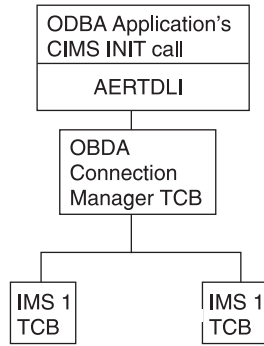 ODBA Application's
CIMS INIT call
AERTDLI
OBDA
Connection
Manager TCB
IMS 1
TCB
IMS 1
TCB